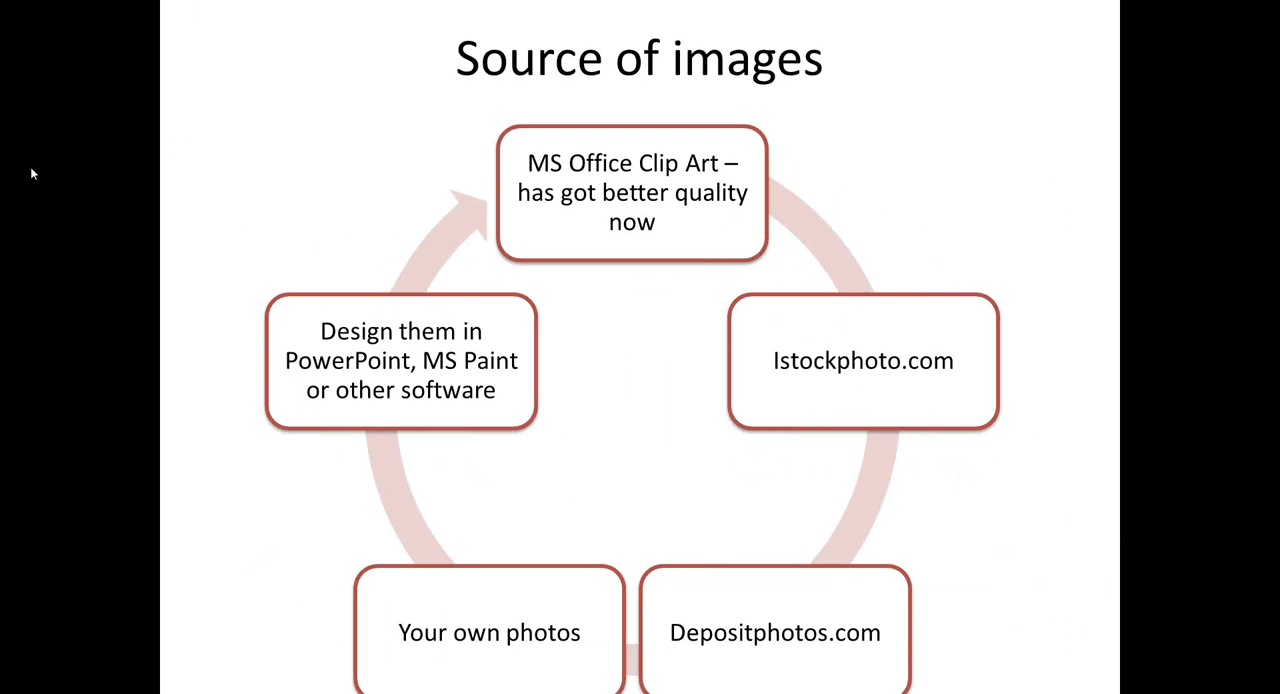 Source of images
MS Office Clip Art –
has got better quality
now
Istockphoto.com
Depositphotos.com
Your own photos
Design them in
PowerPoint, MS Paint
or other software